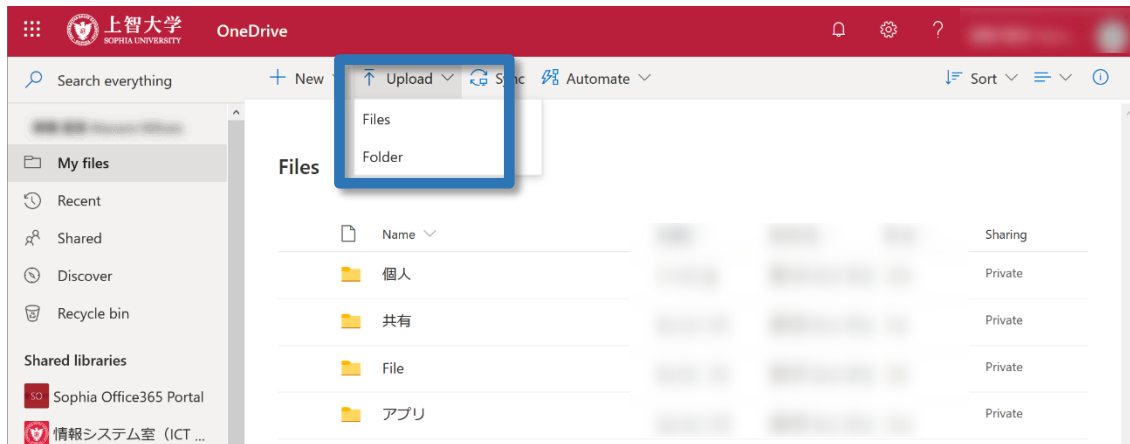 上智大学
SOPHIA UNIVERSITY
OneDrive
?
Search everything
New
Upload
Sync
Automate
Sort
Files
Folder
My files
Recent
Shared
Discover
Recycle bin
Shared libraries
SO
Sophia Office365 Portal
情報システム室（ICT ...
Files
Name
Sharing
個人
Private
共有
Private
File
Private
アプリ
Private